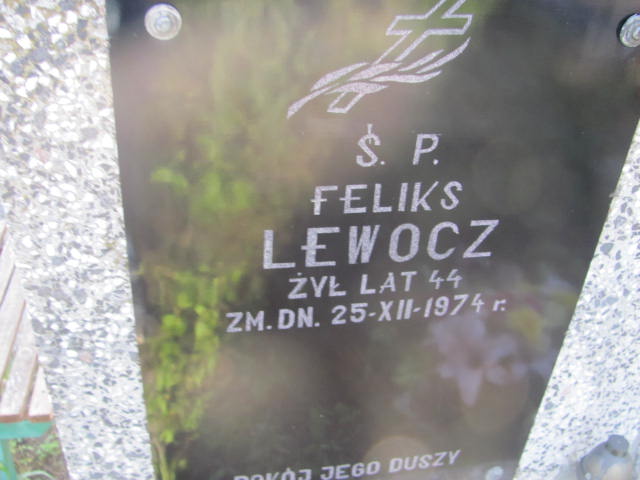 Ś. P.
FELIKS
LEWOCZ
ŻYŁ LAT 44
ZM. DN. 25-XII-1974 r.
POKÓJ JEGO DUSZY